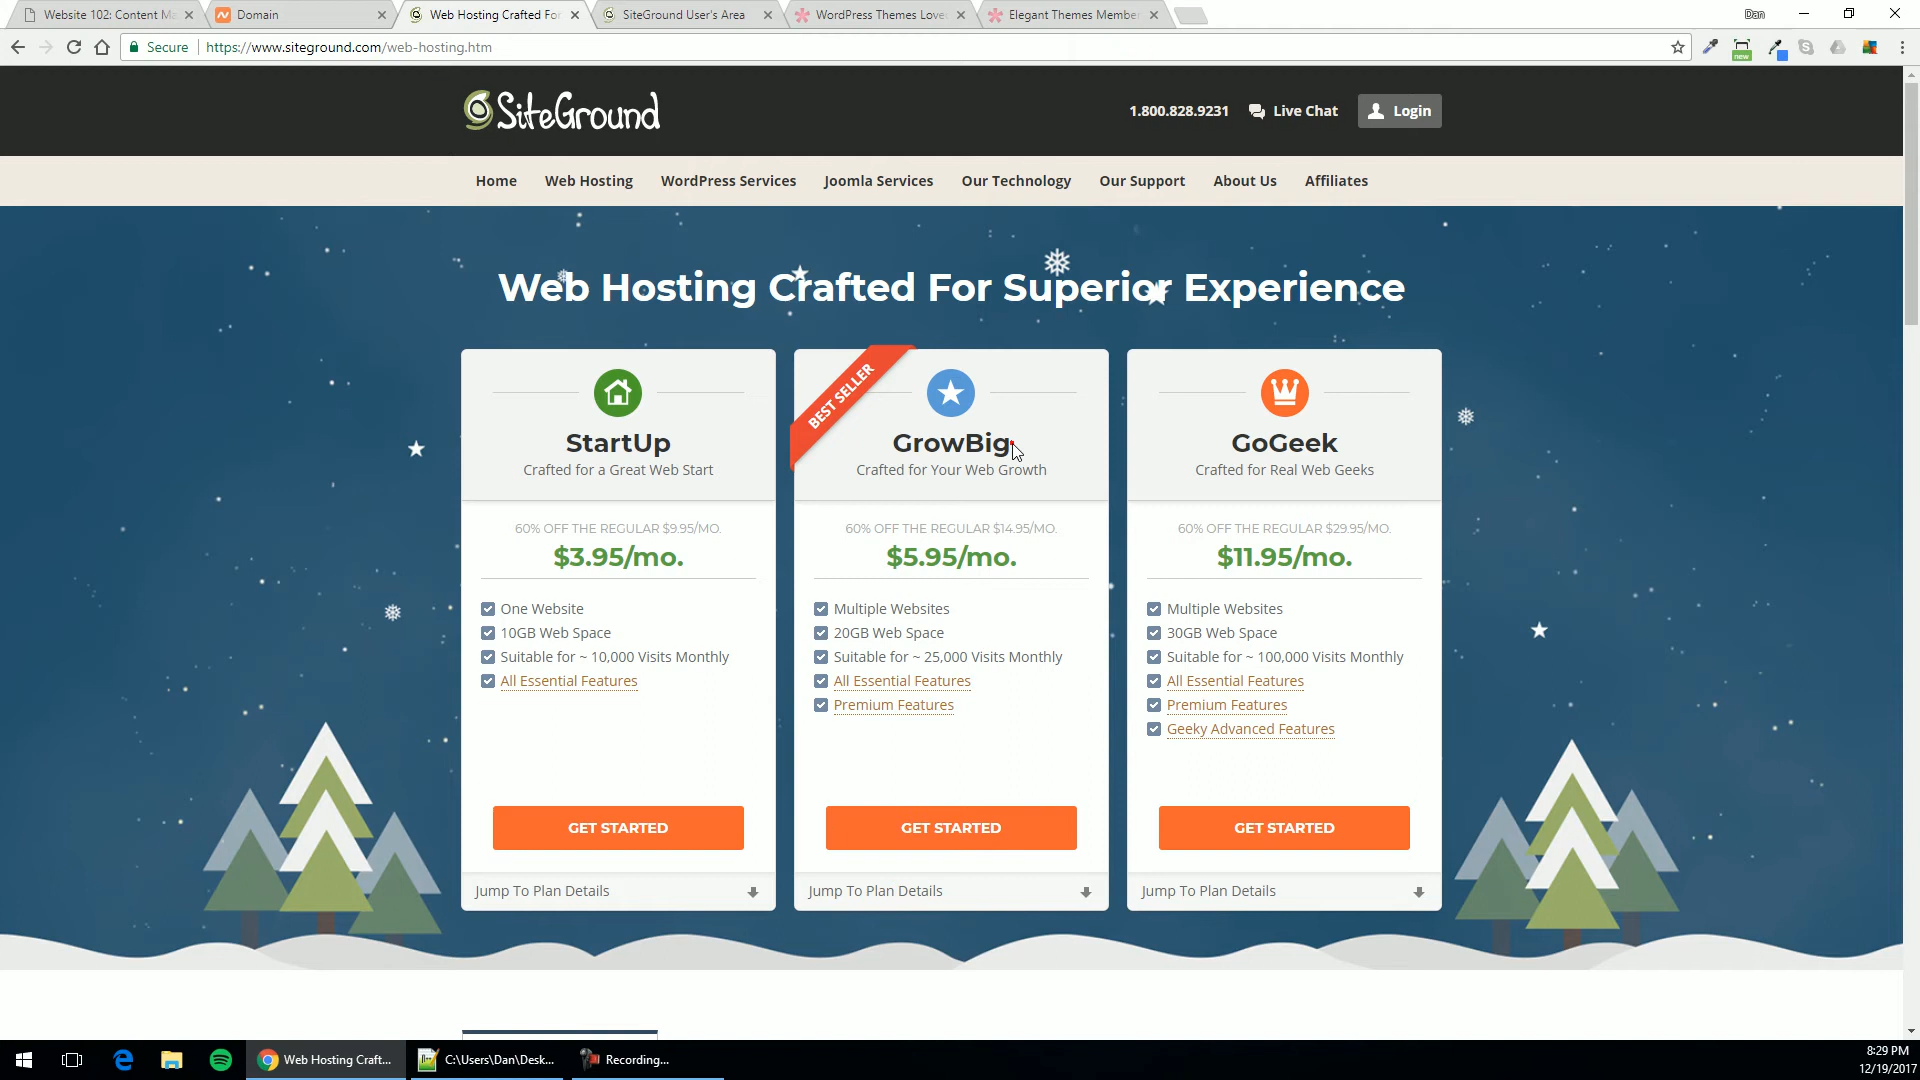 Website 102: Content Ma
Domain
Web Hosting Crafted For
SiteGround User's Area
WordPress Themes Love
Elegant Themes Member
Dan
Secure
https://www.siteground.com/web-hosting.htm
new
SiteGround
1.800.828.9231
Live Chat
Login
Home
Web Hosting
WordPress Services
Joomla Services
Our Technology
Our Support
About Us
Affiliates
Web Hosting Crafted For Superior Experience
StartUp
Crafted for a Great Web Start
60% OFF THE REGULAR $9.95/MO.
$3.95/mo.
One Website
10GB Web Space
Suitable for ~ 10,000 Visits Monthly
All Essential Features
GET STARTED
Jump To Plan Details
BEST SELLER
GrowBig
Crafted for Your Web Growth
60% OFF THE REGULAR $14.95/MO.
$5.95/mo.
Multiple Websites
20GB Web Space
Suitable for ~ 25,000 Visits Monthly
All Essential Features
Premium Features
GET STARTED
Jump To Plan Details
GoGeek
Crafted for Real Web Geeks
60% OFF THE REGULAR $29.95/MO.
$11.95/mo.
Multiple Websites
30GB Web Space
Suitable for ~ 100,000 Visits Monthly
All Essential Features
Premium Features
Geeky Advanced Features
GET STARTED
Jump To Plan Details
Web Hosting Craft...
C:\Users\Dan\Desk...
Recording...
8:29 PM
12/19/2017